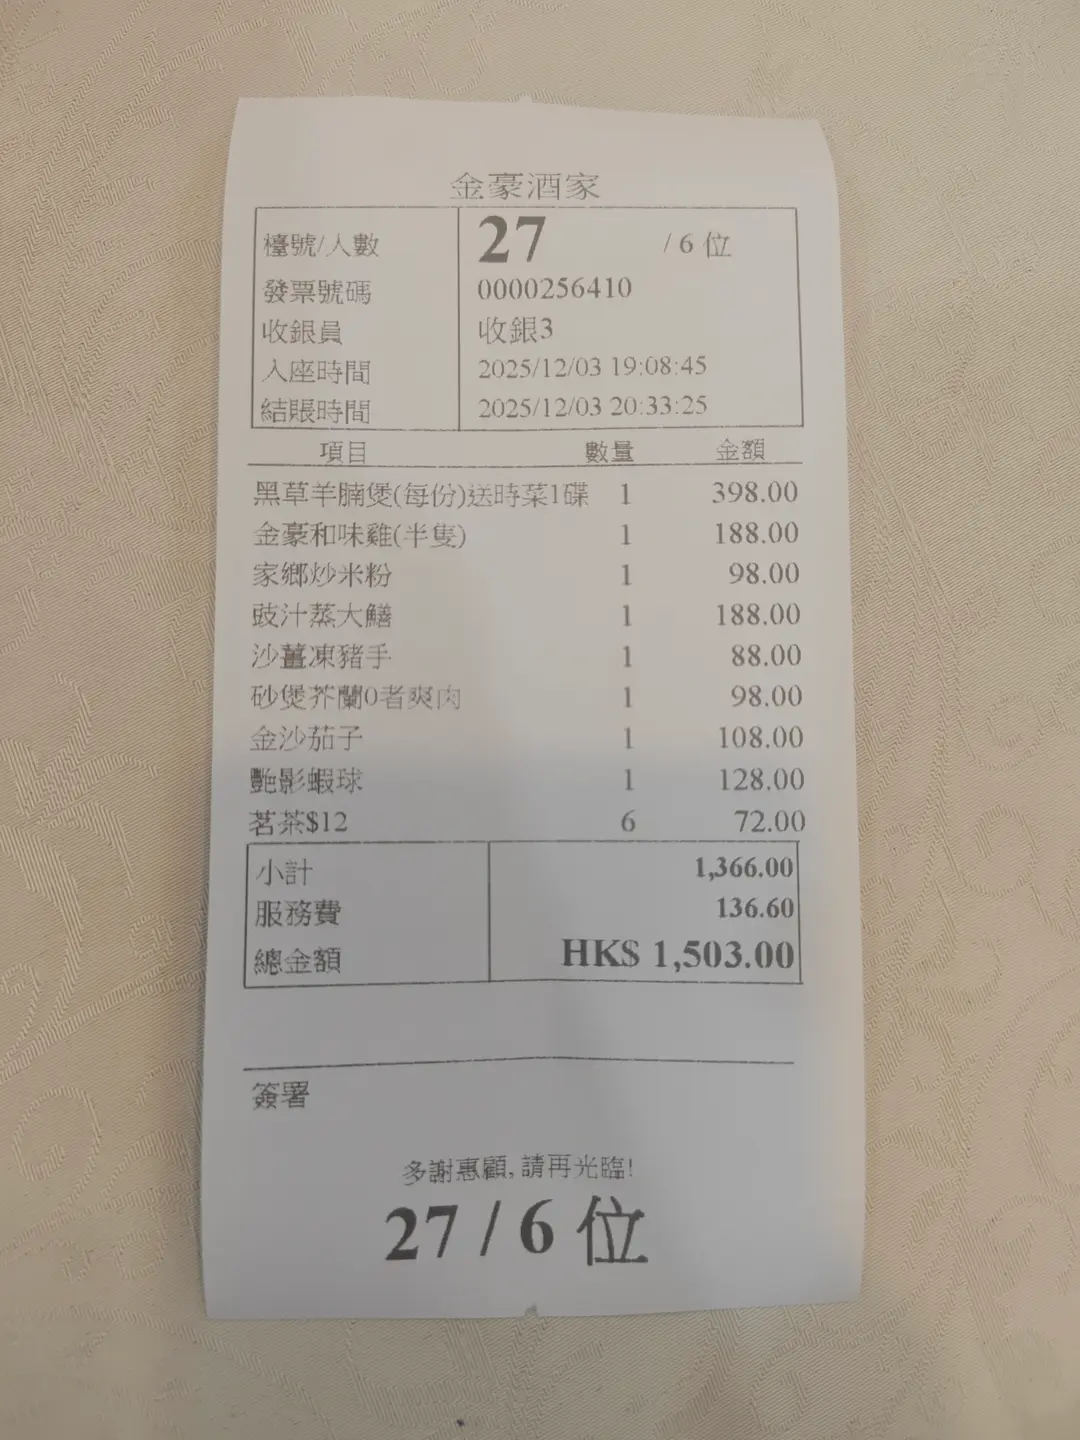 金豪酒家
檯號/人數 27 / 6 位
發票號碼 0000256410
收銀員 收銀3
入座時間 2025/12/03 19:08:45
結賬時間 2025/12/03 20:33:25
項目 數量 金額
黑草羊腩煲(每份)送時菜1碟 1 398.00
金豪和味雞(半隻) 1 188.00
家鄉炒米粉 1 98.00
豉汁蒸大鱔 1 188.00
沙薑凍豬手 1 88.00
砂煲芥蘭0者爽肉 1 98.00
金沙茄子 1 108.00
艷影蝦球 1 128.00
茗茶$12 6 72.00
小計 1,366.00
服務費 136.60
總金額 HK$ 1,503.00
簽署
多謝惠顧, 請再光臨!
27 / 6 位